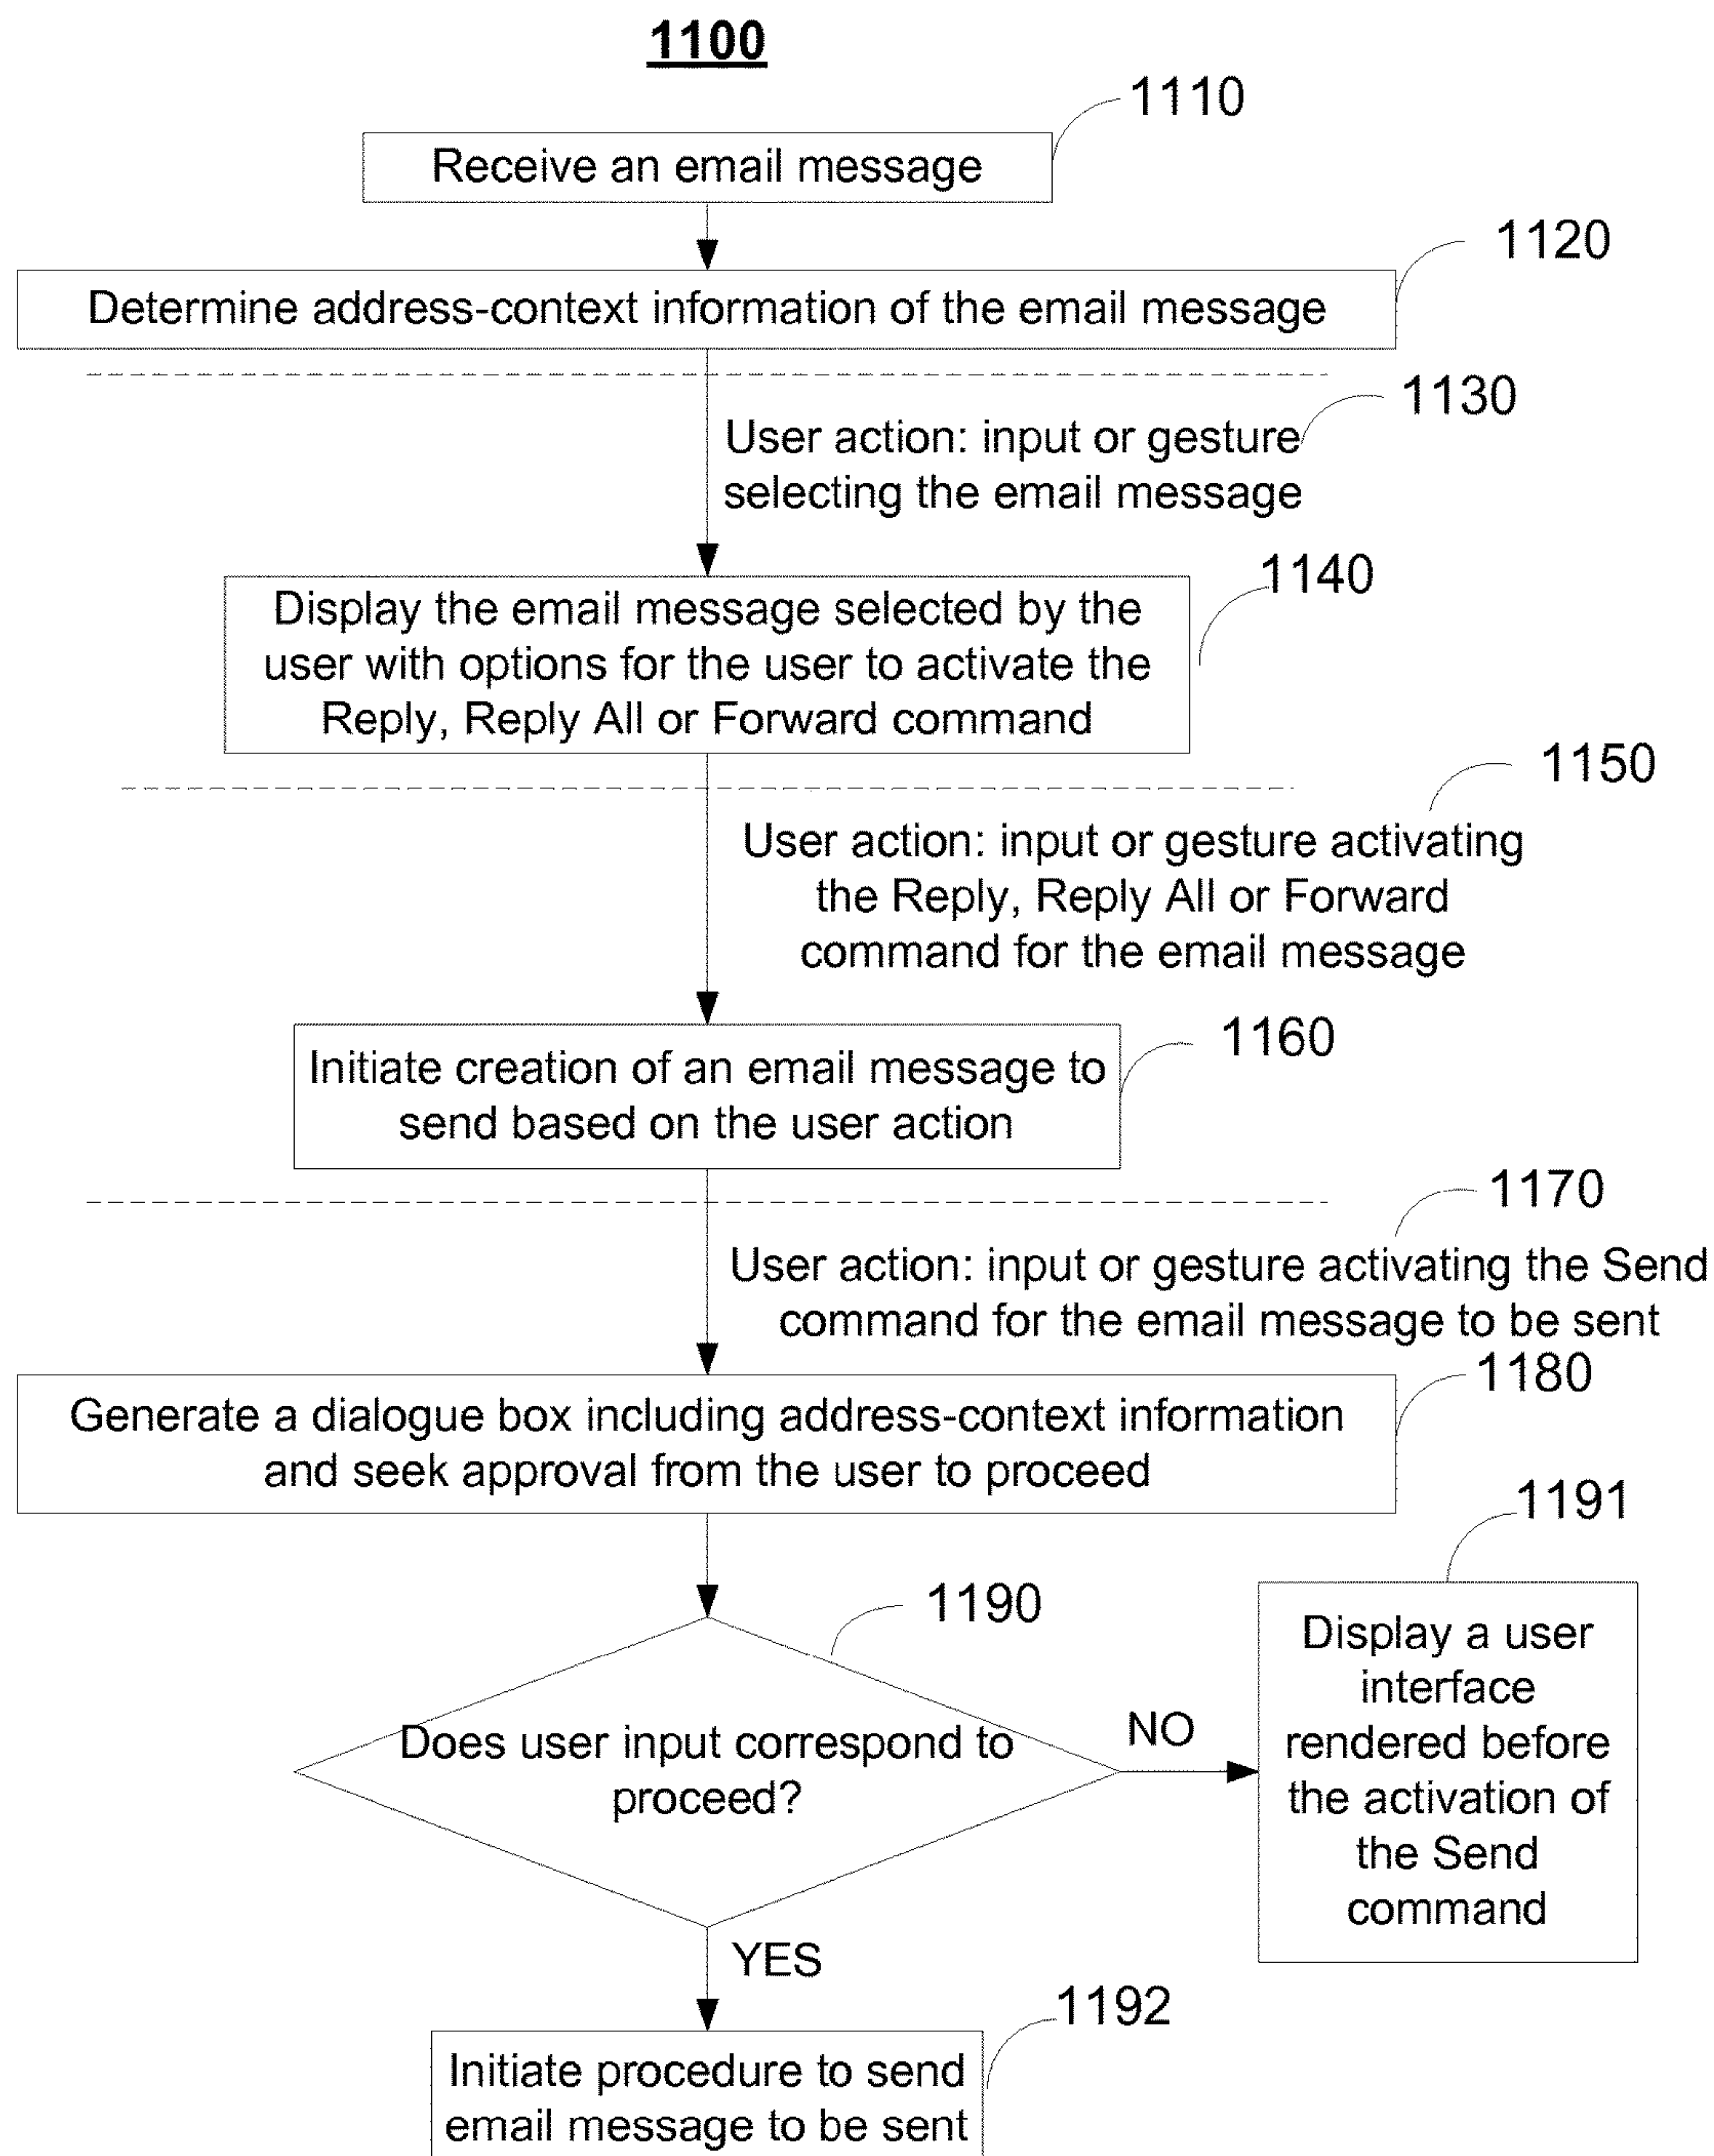 1100
1110
Receive an email message
1120
Determine address-context information of the email message
1130
User action: input or gesture
selecting the email message
1140
Display the email message selected by the
user with options for the user to activate the
Reply, Reply All or Forward command
1150
User action: input or gesture activating
the Reply, Reply All or Forward
command for the email message
1160
Initiate creation of an email message to
send based on the user action
1170
User action: input or gesture activating the Send
command for the email message to be sent
1180
Generate a dialogue box including address-context information
and seek approval from the user to proceed
1190
Does user input correspond to
proceed?
NO
1191
Display a user
interface
rendered before
the activation of
the Send
command
YES
1192
Initiate procedure to send
email message to be sent